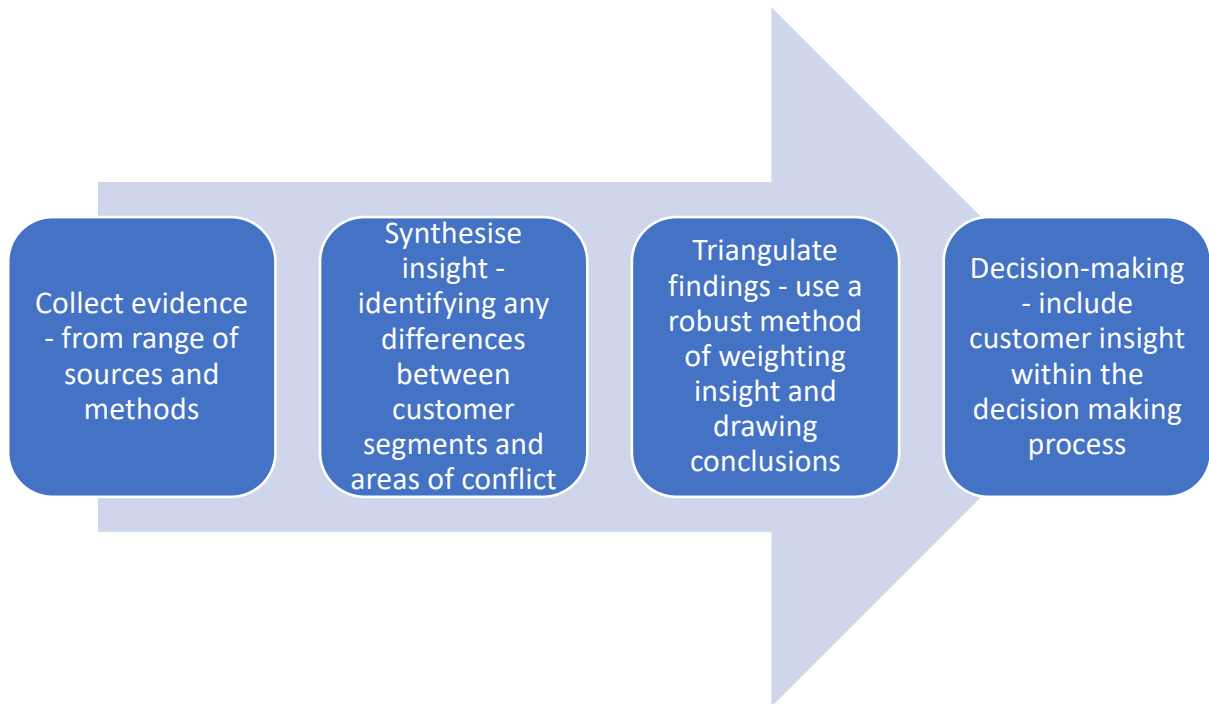 Collect evidence
- from range of
sources and
methods
Synthesise
insight -
identifying any
differences
between
customer
segments and
areas of conflict
Triangulate
findings - use a
robust method
of weighting
insight and
drawing
conclusions
Decision-making
- include
customer insight
within the
decision making
process